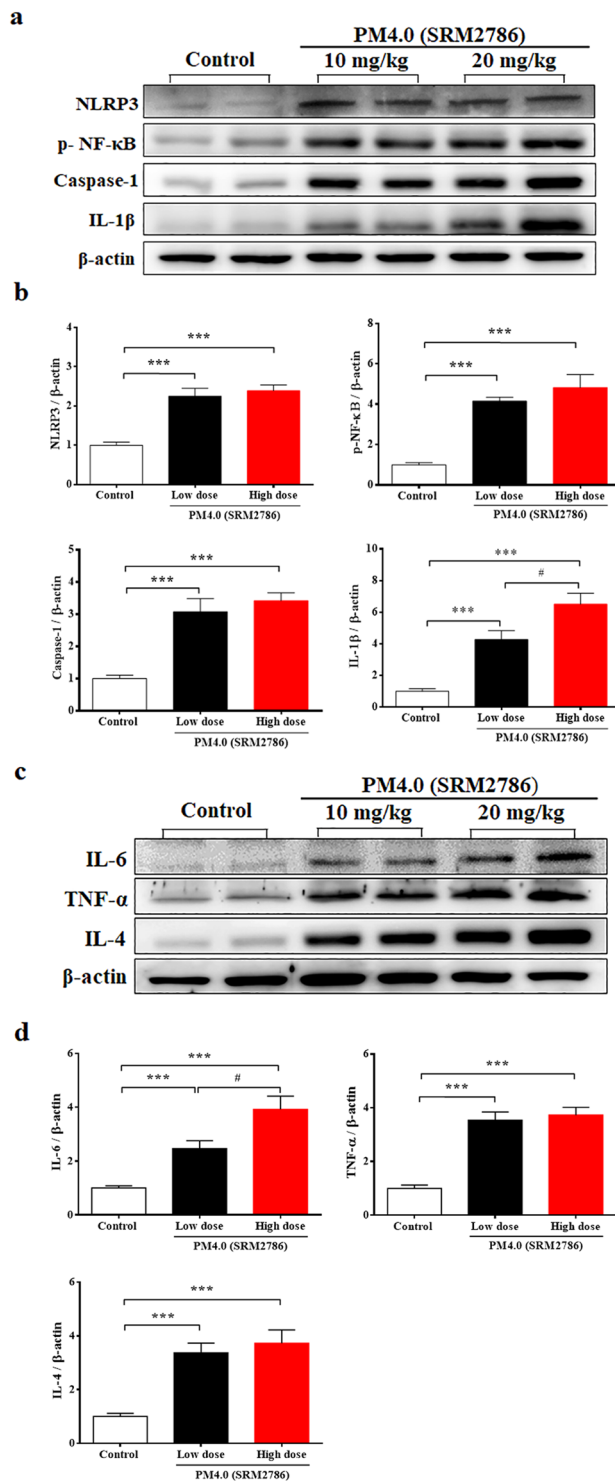 a
PM4.0 (SRM2786)
Control 10 mg/kg 20 mg/kg
NLRP3
p- NF-κB
Caspase-1
IL-1β
β-actin
b
NLRP3 / β-actin
4
3
2
1
0
***
***
Control Low dose High dose
PM4.0 (SRM2786)
p-NF-κB / β-actin
8
6
4
2
0
***
***
Control Low dose High dose
PM4.0 (SRM2786)
Caspase-1/ β-actin
5
4
3
2
1
0
***
***
Control Low dose High dose
PM4.0 (SRM2786)
IL-1β / β-actin
10
8
6
4
2
0
***
#
***
Control Low dose High dose
PM4.0 (SRM2786)
c
PM4.0 (SRM2786)
Control 10 mg/kg 20 mg/kg
IL-6
TNF-α
IL-4
β-actin
d
IL-6 / β-actin
6
4
2
0
***
*** #
Control Low dose High dose
PM4.0 (SRM2786)
TNF-α / β-actin
6
4
2
0
***
***
Control Low dose High dose
PM4.0 (SRM2786)
IL-4 / β-actin
6
4
2
0
***
***
Control Low dose High dose
PM4.0 (SRM2786)